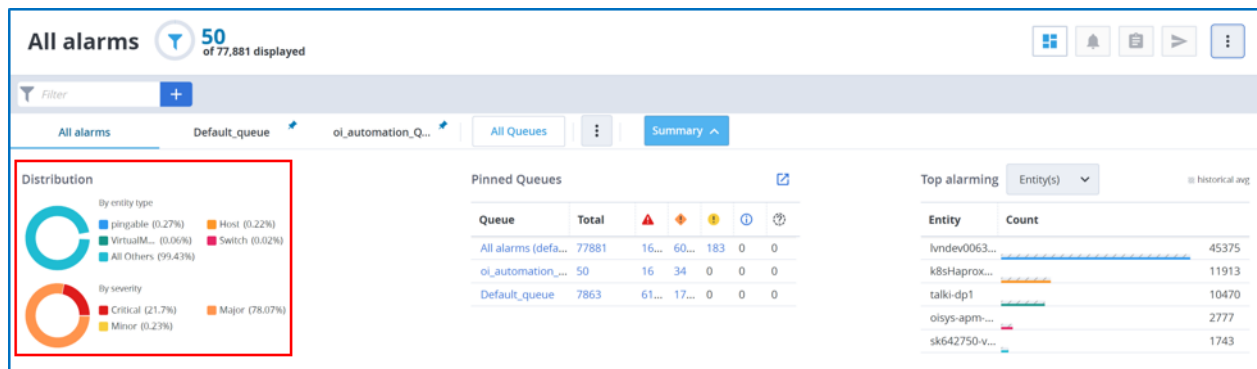 All alarms
50
of 77,881 displayed
Filter
+
All alarms Default_queue oi_automation_Q... All Queues Summary
Distribution
By entity type
pingable (0.27%) Host (0.22%)
VirtualM... (0.06%) Switch (0.02%)
All Others (99.43%)
By severity
Critical (21.7%) Major (78.07%)
Minor (0.23%)
Pinned Queues
Queue Total
All alarms (defa... 77881 16... 60... 183 0 0
oi_automation_... 50 16 34 0 0 0
Default_queue 7863 61... 17... 0 0 0
Top alarming Entity(s) historical avg
Entity Count
lvndev0063... 45375
k8sHaprox... 11913
talki-dp1 10470
oisys-apm-... 2777
sk642750-v... 1743